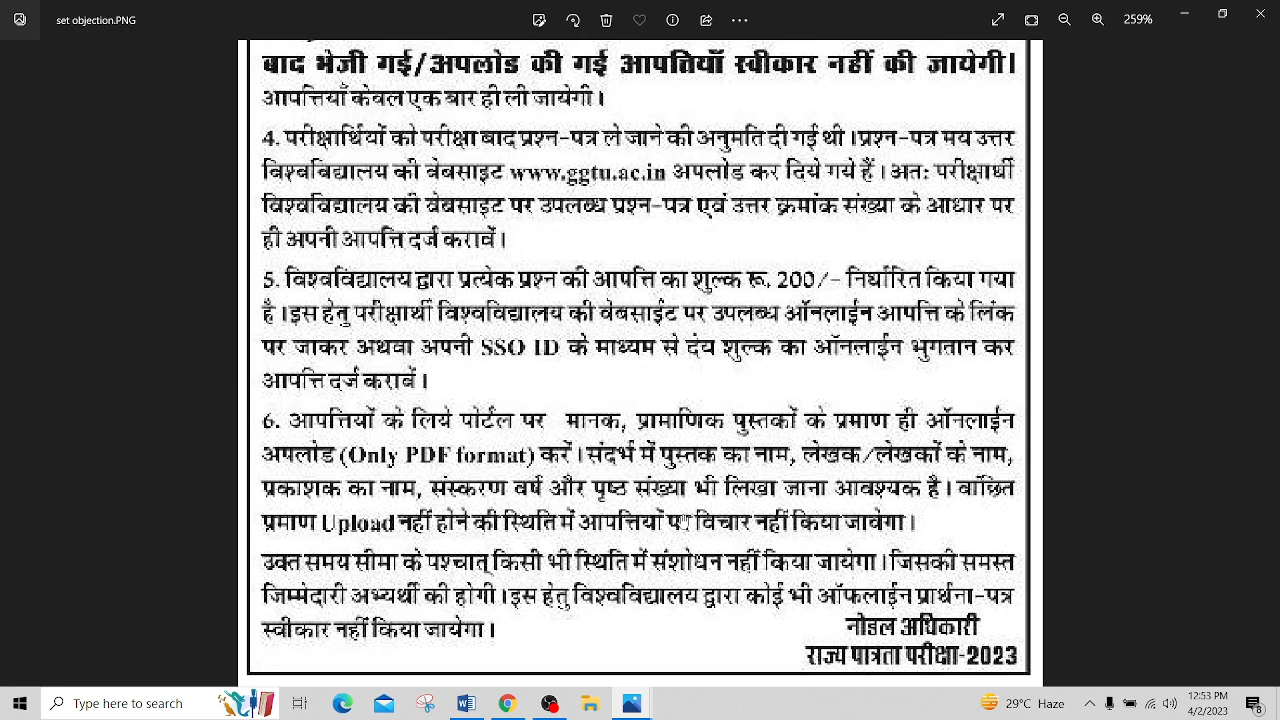 set objection.PNG
259%
बाद भेजी गई/अपलोड की गई आपतियाँ स्वीकार नहीं की जायेगी।
आपत्तियाँ केवल एक बार ही ली जायेगी।
4. परीक्षार्थियों को परीक्षा बाद प्रश्न-पत्र ले जाने की अनुमति दी गई थी। प्रश्न-पत्र मय उत्तर
विश्वविद्यालय की वेबसाइट www.ggtu.ac.in अपलोड कर दिये गये हैं। अतः परीक्षार्थी
विश्वविद्यालय की वेबसाइट पर उपलब्ध प्रश्न-पत्र एवं उत्तर क्रमांक संख्या के आधार पर
ही अपनी आपत्ति दर्ज करावें।
5. विश्वविद्यालय द्वारा प्रत्येक प्रश्न की आपत्ति का शुल्क रू. 200/- निर्धारित किया गया
है। इस हेतु परीक्षार्थी विश्वविद्यालय की वेबसाईट पर उपलब्ध ऑनलाईन आपत्ति के लिंक
पर जाकर अथवा अपनी SSO ID के माध्यम से देय शुल्क का ऑनलाईन भुगतान कर
आपत्ति दर्ज करावें।
6. आपत्तियों के लिये पोर्टल पर मानक, प्रामाणिक पुस्तकों के प्रमाण ही ऑनलाईन
अपलोड (Only PDF format) करें। संदर्भ में पुस्तक का नाम, लेखक/लेखकों के नाम,
प्रकाशक का नाम, संस्करण वर्ष और पृष्ठ संख्या भी लिखा जाना आवश्यक है। वांछित
प्रमाण Upload नहीं होने की स्थिति में आपत्तियों पर विचार नहीं किया जावेगा।
उक्त समय सीमा के पश्चात् किसी भी स्थिति में संशोधन नहीं किया जायेगा। जिसकी समस्त
जिम्मेदारी अभ्यर्थी की होगी। इस हेतु विश्वविद्यालय द्वारा कोई भी ऑफलाईन प्रार्थना-पत्र
स्वीकार नहीं किया जायेगा।
नोडल अधिकारी
राज्य पात्रता परीक्षा-2023
Type here to search
29°C Haze
12:53 PM
4/2/2023
8